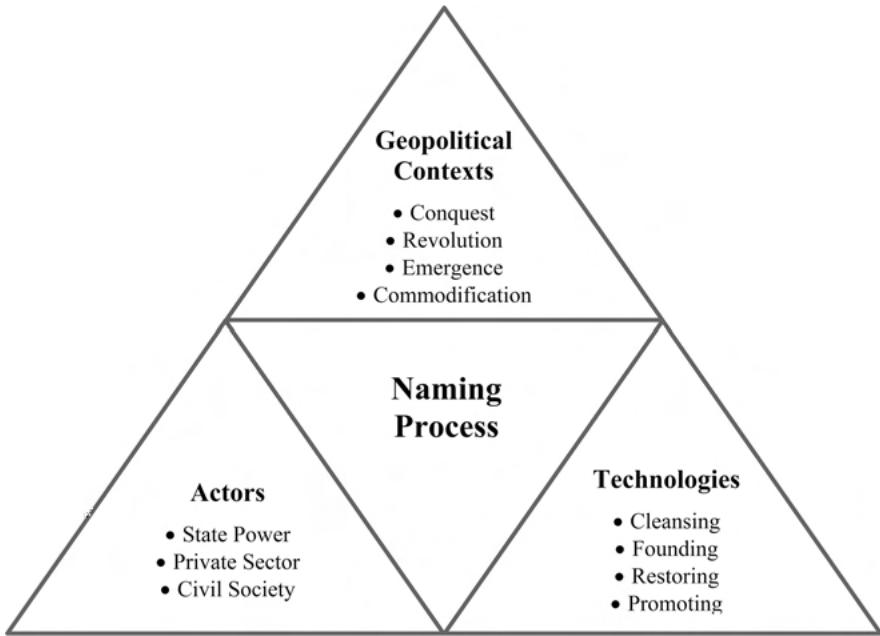 Geopolitical
Contexts
• Conquest
• Revolution
• Emergence
• Commodification
Naming
Process
Actors
• State Power
• Private Sector
• Civil Society
Technologies
• Cleansing
• Founding
• Restoring
• Promoting